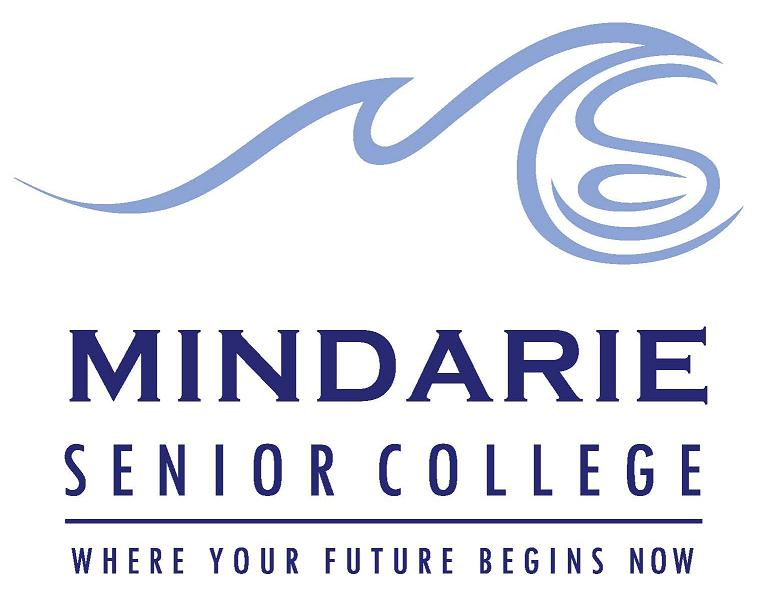 MINDARIE
SENIOR COLLEGE
WHERE YOUR FUTURE BEGINS NOW